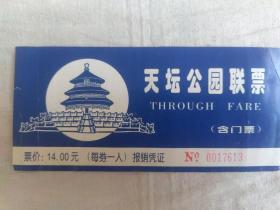 天坛公园联票
THROUGH FARE
(含门票)
票价:14.00元 (每券一人) 报销凭证 Nº 0017613